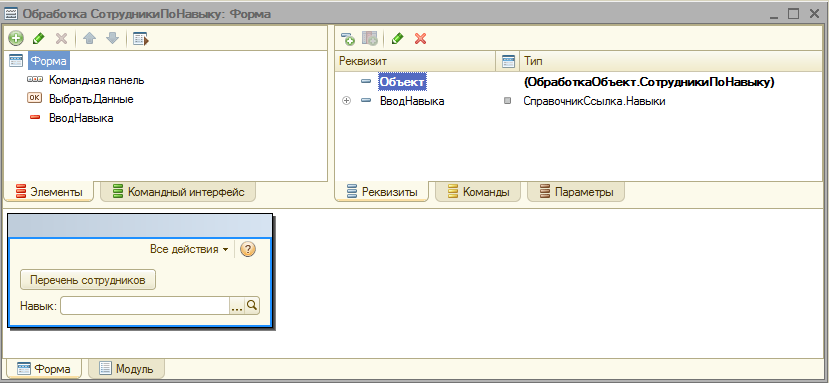 Обработка СотрудникиПоНавыку: Форма
Форма
Командная панель
OK ВыбратьДанные
ВводНавыка
Элементы Командный интерфейс
Реквизит Тип
Объект (ОбработкаОбъект.СотрудникиПоНавыку)
ВводНавыка СправочникСсылка.Навыки
Реквизиты Команды Параметры
Все действия ?
Перечень сотрудников
Навык: ...
Форма Модуль